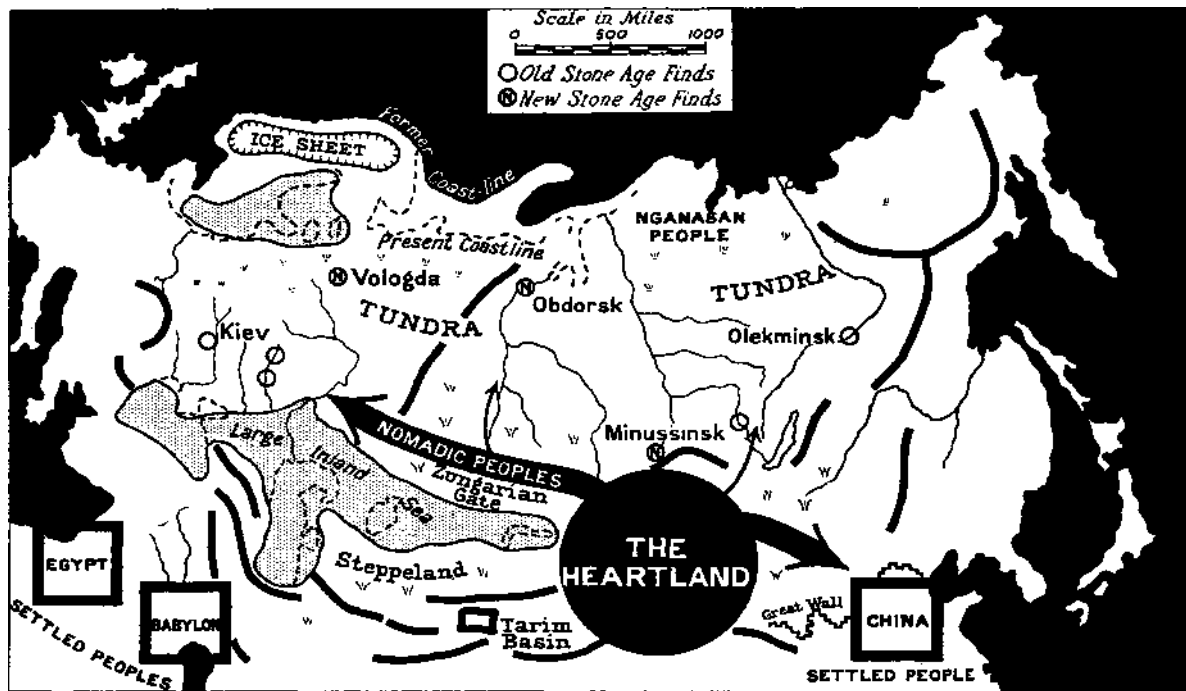 Scale in Miles
0 500 1000
Old Stone Age Finds
N New Stone Age Finds
ICE SHEET
Former
Coast-line
Present Coastline
NGANASAN
PEOPLE
N Vologda
TUNDRA
N
Obdorsk
TUNDRA
Kiev
Olekminsk
Large
Inland
Sea
NOMADIC PEOPLES
Zungarian
Gate
Minussinsk
N
THE
HEARTLAND
EGYPT
Steppeland
BABYLON
SETTLED PEOPLES
Tarim
Basin
Great Wall
CHINA
SETTLED PEOPLE